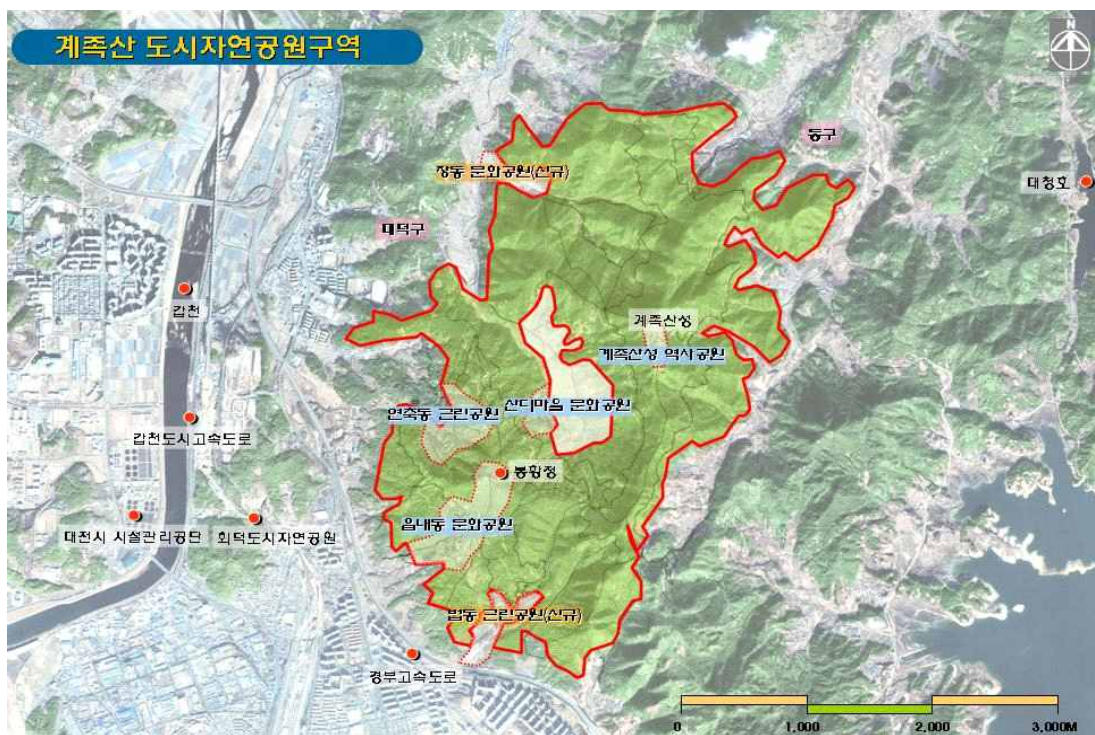 계족산 도시자연공원구역
N
동구
장동 문화공원(신규)
대청호
대덕구
갑천
계족산성
계족산성 역사공원
연축동 근린공원
산디마을 문화공원
갑천도시고속도로
봉황정
읍내동 문화공원
대전시 시설관리공단
회덕도시자연공원
법동 근린공원(신규)
경부고속도로
0
1,000
2,000
3,000M